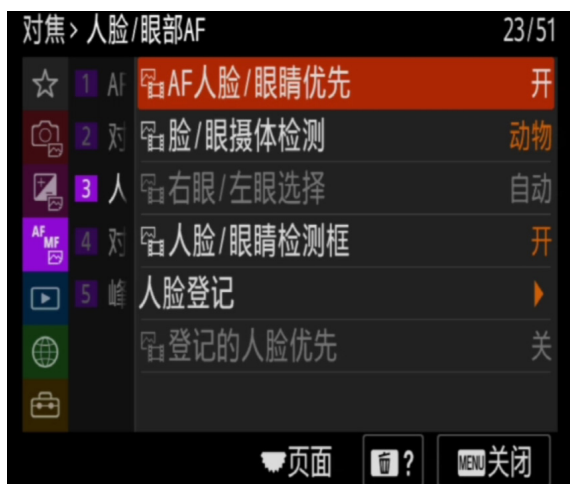 对焦>人脸/眼部AF 23/51
1 AF AF人脸/眼睛优先 开
2 对 脸/眼摄体检测 动物
3 人 右眼/左眼选择 自动
AF MF 4 对 人脸/眼睛检测框 开
5 峰 人脸登记
登记的人脸优先 关
页面 ? MENU关闭